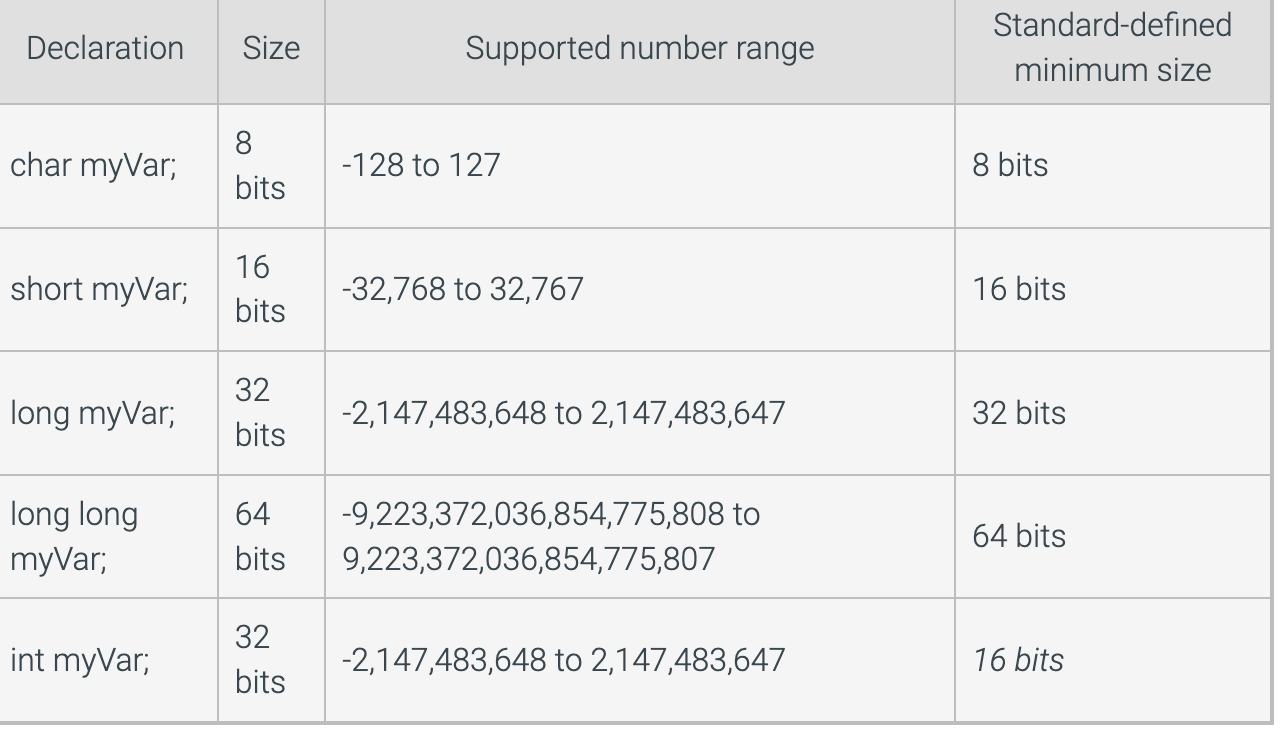 Declaration
Size
Supported number range
Standard-defined
minimum size
char myVar;
8
bits
-128 to 127
8 bits
short myVar;
16
bits
-32,768 to 32,767
16 bits
long myVar;
32
bits
-2,147,483,648 to 2,147,483,647
32 bits
long long
myVar;
64
bits
-9,223,372,036,854,775,808 to
9,223,372,036,854,775,807
64 bits
int myVar;
32
bits
-2,147,483,648 to 2,147,483,647
16 bits